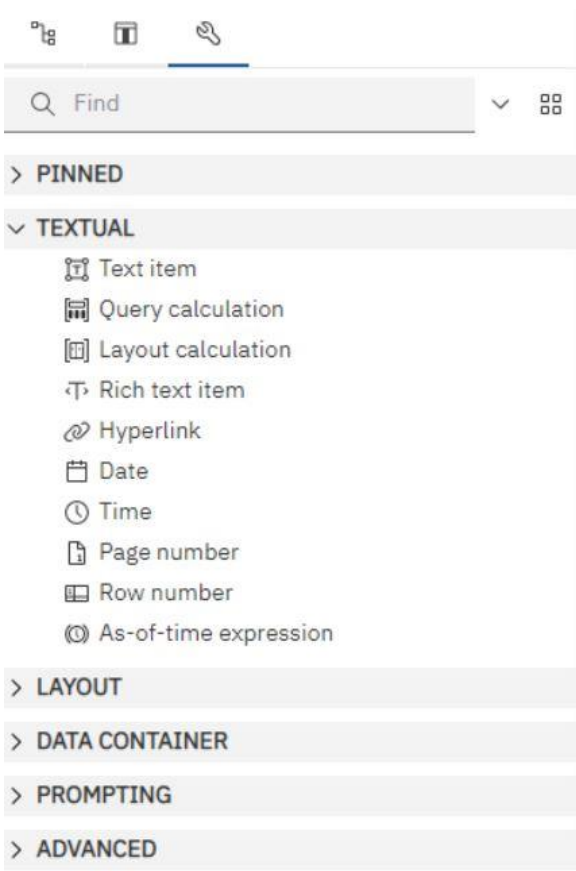 Find
PINNED
TEXTUAL
Text item
Query calculation
Layout calculation
Rich text item
Hyperlink
Date
Time
Page number
Row number
As-of-time expression
LAYOUT
DATA CONTAINER
PROMPTING
ADVANCED